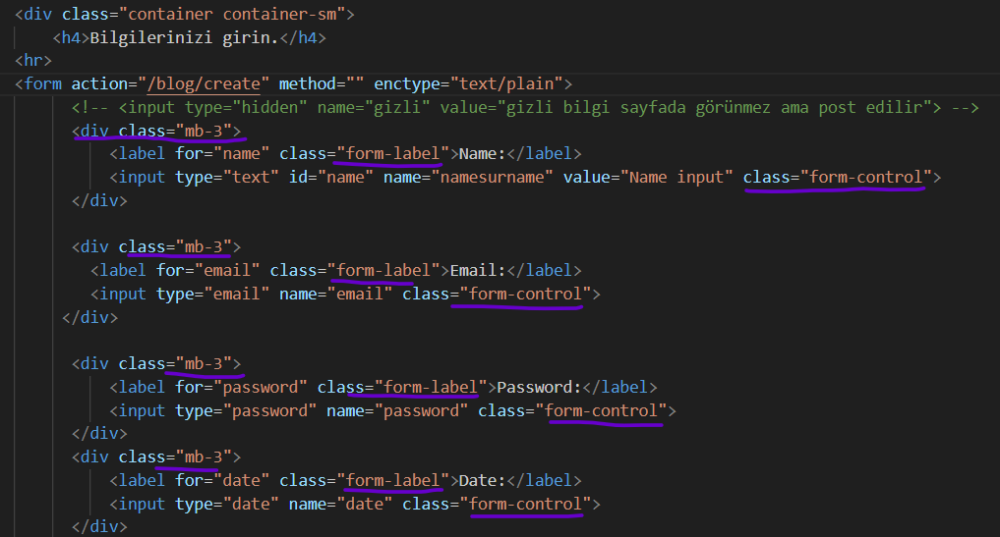 <div class="container container-sm">
<h4>Bilgilerinizi girin.</h4>
<hr>
<form action="/blog/create" method="" enctype="text/plain">
<!-- <input type="hidden" name="gizli" value="gizli bilgi sayfada görünmez ama post edilir"> -->
<div class="mb-3">
<label for="name" class="form-label">Name:</label>
<input type="text" id="name" name="namesurname" value="Name input" class="form-control">
</div>
<div class="mb-3">
<label for="email" class="form-label">Email:</label>
<input type="email" name="email" class="form-control">
</div>
<div class="mb-3">
<label for="password" class="form-label">Password:</label>
<input type="password" name="password" class="form-control">
</div>
<div class="mb-3">
<label for="date" class="form-label">Date:</label>
<input type="date" name="date" class="form-control">
</div>